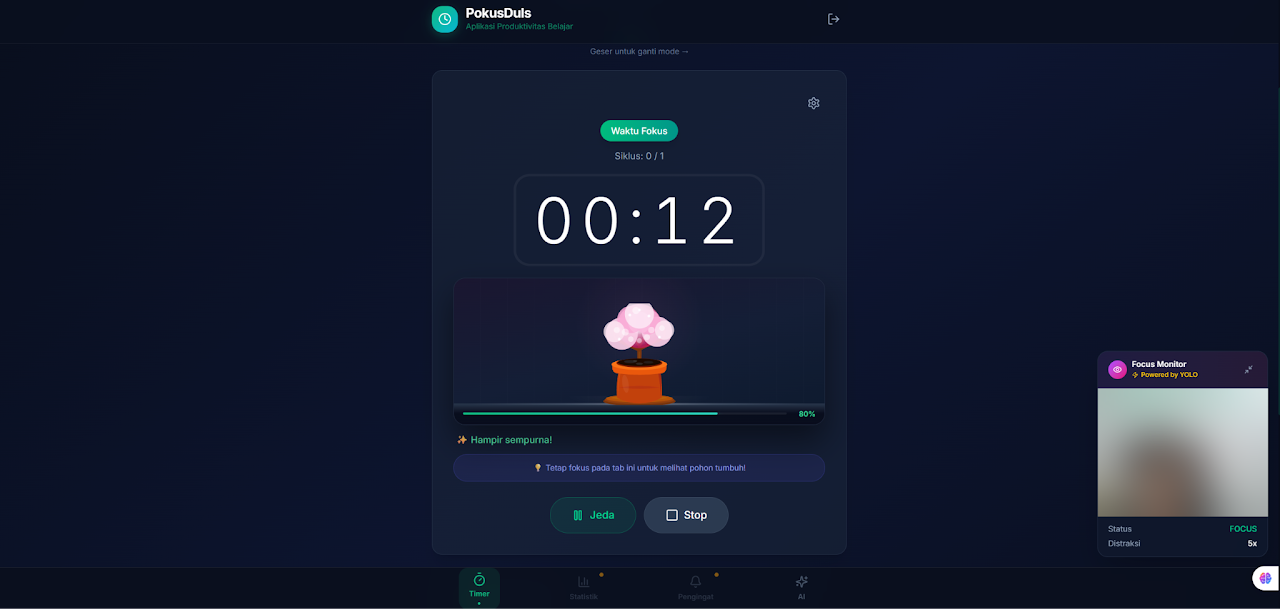 PokusDuls
Aplikasi Produktivitas Belajar
Geser untuk ganti mode →
Waktu Fokus
Siklus: 0 / 1
00:12
80%
✨ Hampir sempurna!
💡 Tetap fokus pada tab ini untuk melihat pohon tumbuh!
Jeda
Stop
Focus Monitor
Powered by YOLO
Status FOCUS
Distraksi 5x
Timer
Statistik
Pengingat
AI